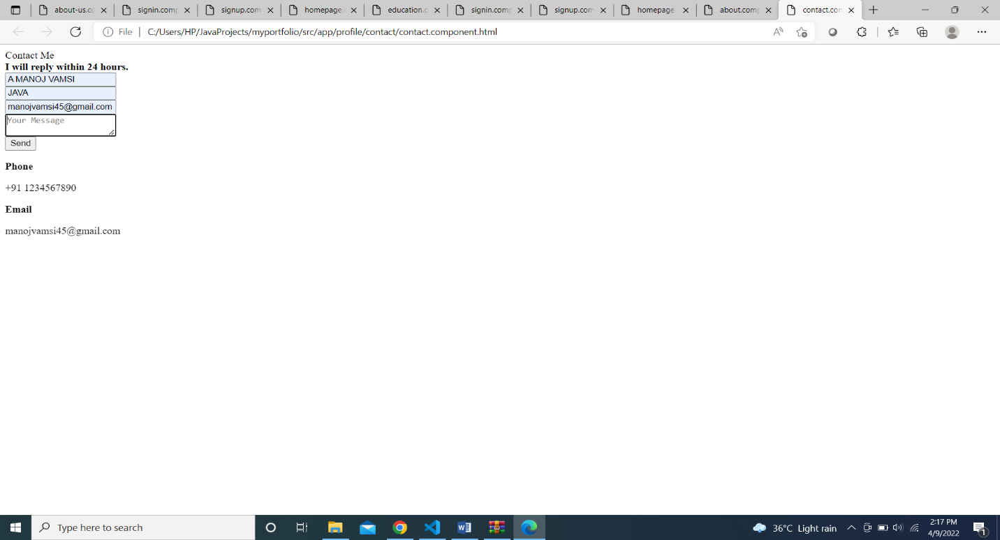 about-us.co
signin.comp
signup.com
homepage.
education.c
signin.comp
signup.com
homepage.
about.comp
contact.con
File | C:/Users/HP/JavaProjects/myportfolio/src/app/profile/contact/contact.component.html
Contact Me
I will reply within 24 hours.
A MANOJ VAMSI
JAVA
manojvamsi45@gmail.com
Your Message
Send
Phone
+91 1234567890
Email
manojvamsi45@gmail.com
Type here to search
36°C Light rain
2:17 PM
4/9/2022
1